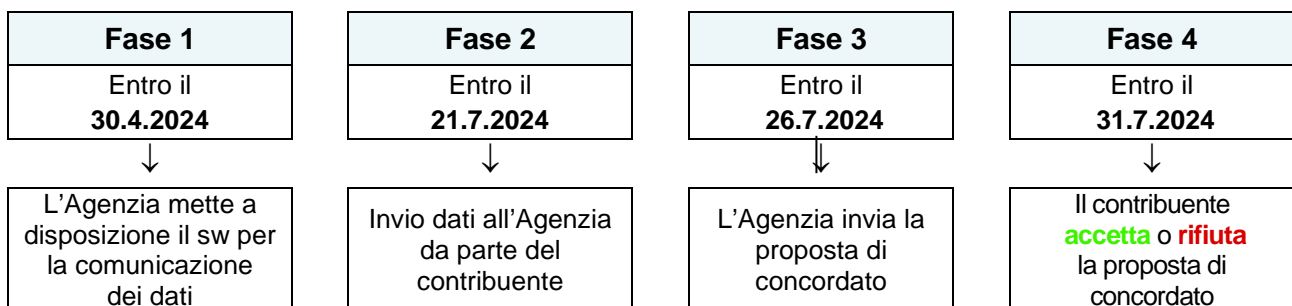 Fase 1
Entro il
30.4.2024
↓
L'Agenzia mette a
disposizione il sw per
la comunicazione
dei dati
Fase 2
Entro il
21.7.2024
↓
Invio dati all'Agenzia
da parte del
contribuente
Fase 3
Entro il
26.7.2024
↓
L'Agenzia invia la
proposta di
concordato
Fase 4
Entro il
31.7.2024
↓
Il contribuente
accetta o rifiuta
la proposta di
concordato